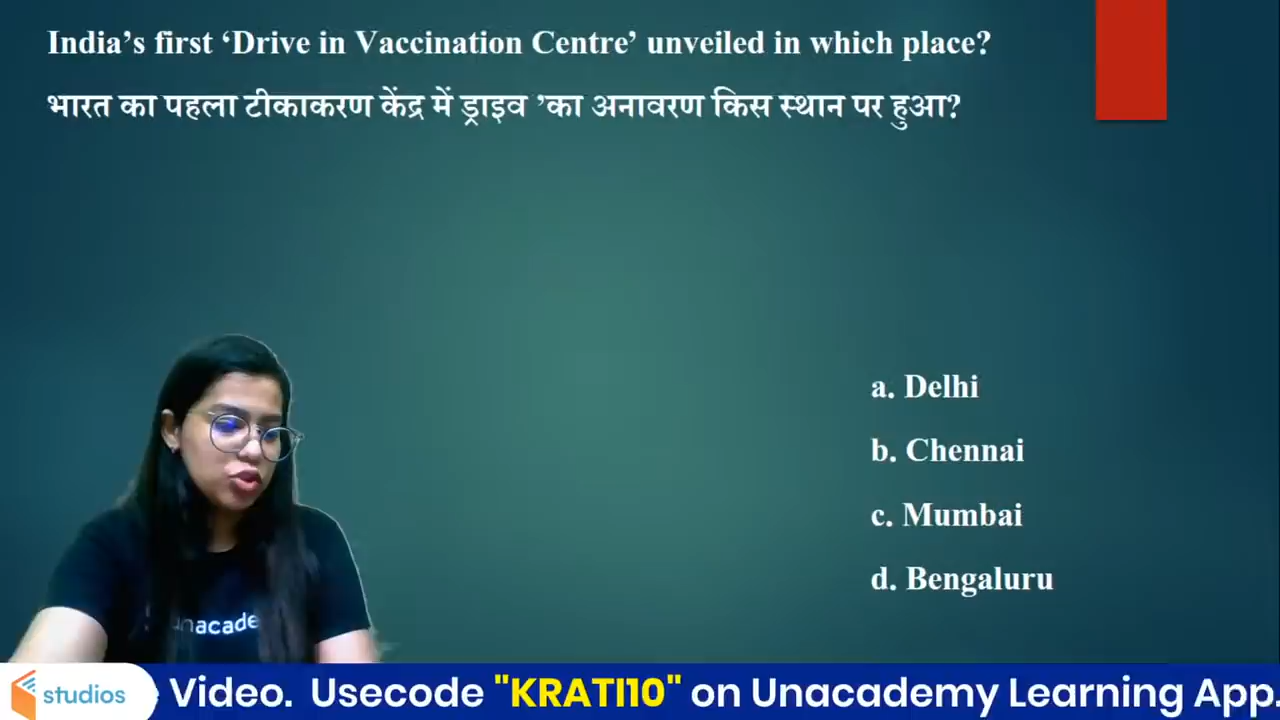 India’s first ‘Drive in Vaccination Centre’ unveiled in which place?
भारत का पहला टीकाकरण केंद्र में ड्राइव ’का अनावरण किस स्थान पर हुआ?
a. Delhi
b. Chennai
c. Mumbai
d. Bengaluru
unacade
studios
Video. Usecode "KRATI10" on Unacademy Learning App.